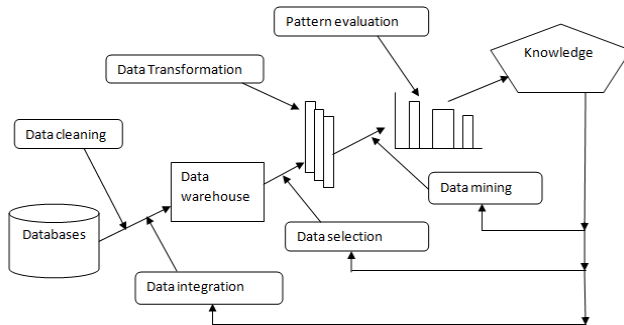 Pattern evaluation
Knowledge
Data Transformation
Data cleaning
Data
warehouse
Data mining
Databases
Data selection
Data integration